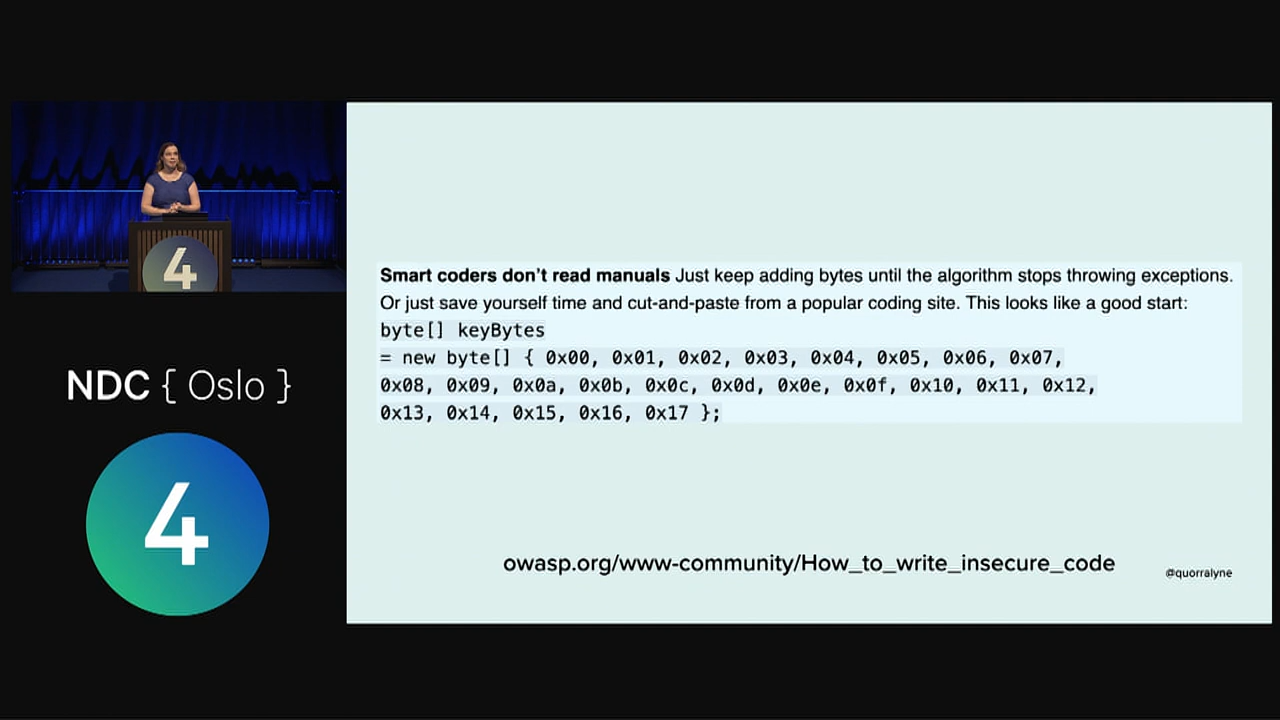 4
NDC { Oslo }
4
Smart coders don’t read manuals Just keep adding bytes until the algorithm stops throwing exceptions.
Or just save yourself time and cut-and-paste from a popular coding site. This looks like a good start:
byte[] keyBytes
= new byte[] { 0x00, 0x01, 0x02, 0x03, 0x04, 0x05, 0x06, 0x07,
0x08, 0x09, 0x0a, 0x0b, 0x0c, 0x0d, 0x0e, 0x0f, 0x10, 0x11, 0x12,
0x13, 0x14, 0x15, 0x16, 0x17 };
owasp.org/www-community/How_to_write_insecure_code
@quorralyne